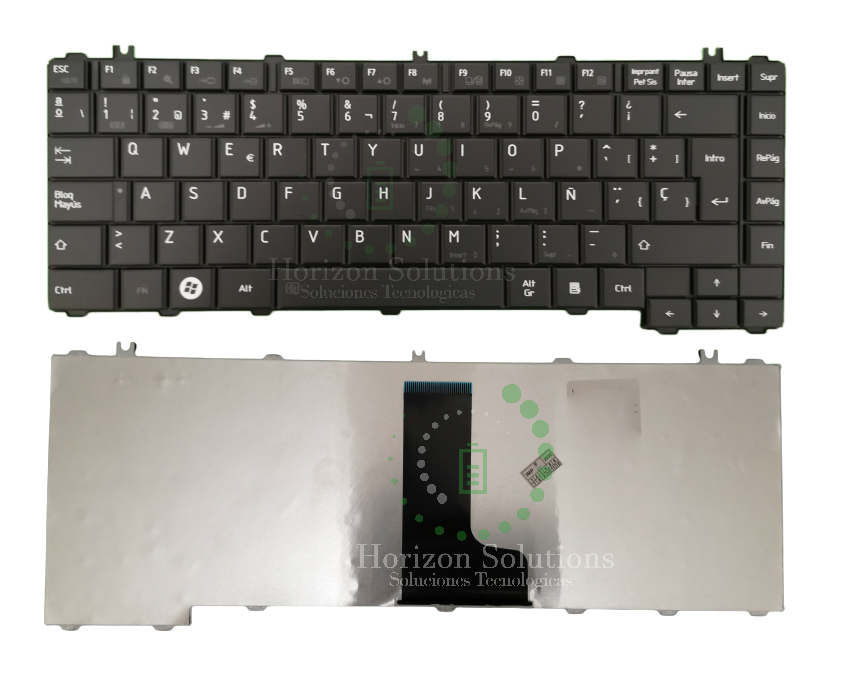 ESC F1 F2 F3 F4 F5 F6 F7 F8 F9 F10 F11 F12 Imprpant Pausa Insert Supr
Pet Sis Inter
ª ! " · $ % & / ( ) = ? ¿ Inicio
º \ 1 | 2 @ 3 # 4 5 6 ¬ 7 8 9 0 ' ¡ ←
Q W E € R T Y U I O P ^ ` [ * + ] Intro RePág
Bloq A S D F G H J K L Ñ ¨ ´ { Ç } AvPág
Mayús
> Z X C V B N M ; : _ Fin
< , . -
Horizon Solutions
Soluciones Tecnologicas
Ctrl FN Alt Alt Ctrl ↑
Gr
← ↓ →
Horizon Solutions
Soluciones Tecnologicas